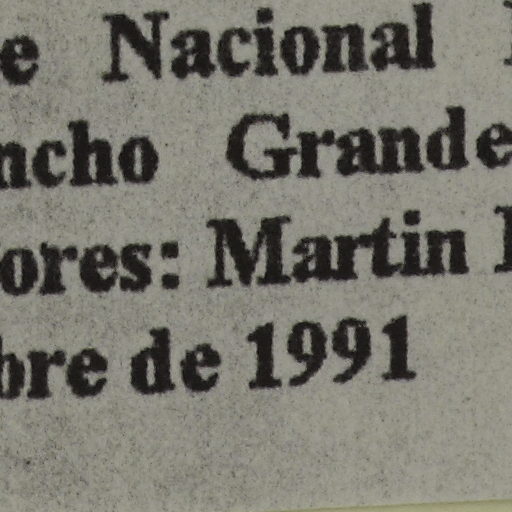 e Nacional
ncho Grande
ores: Martin
bre de 1991